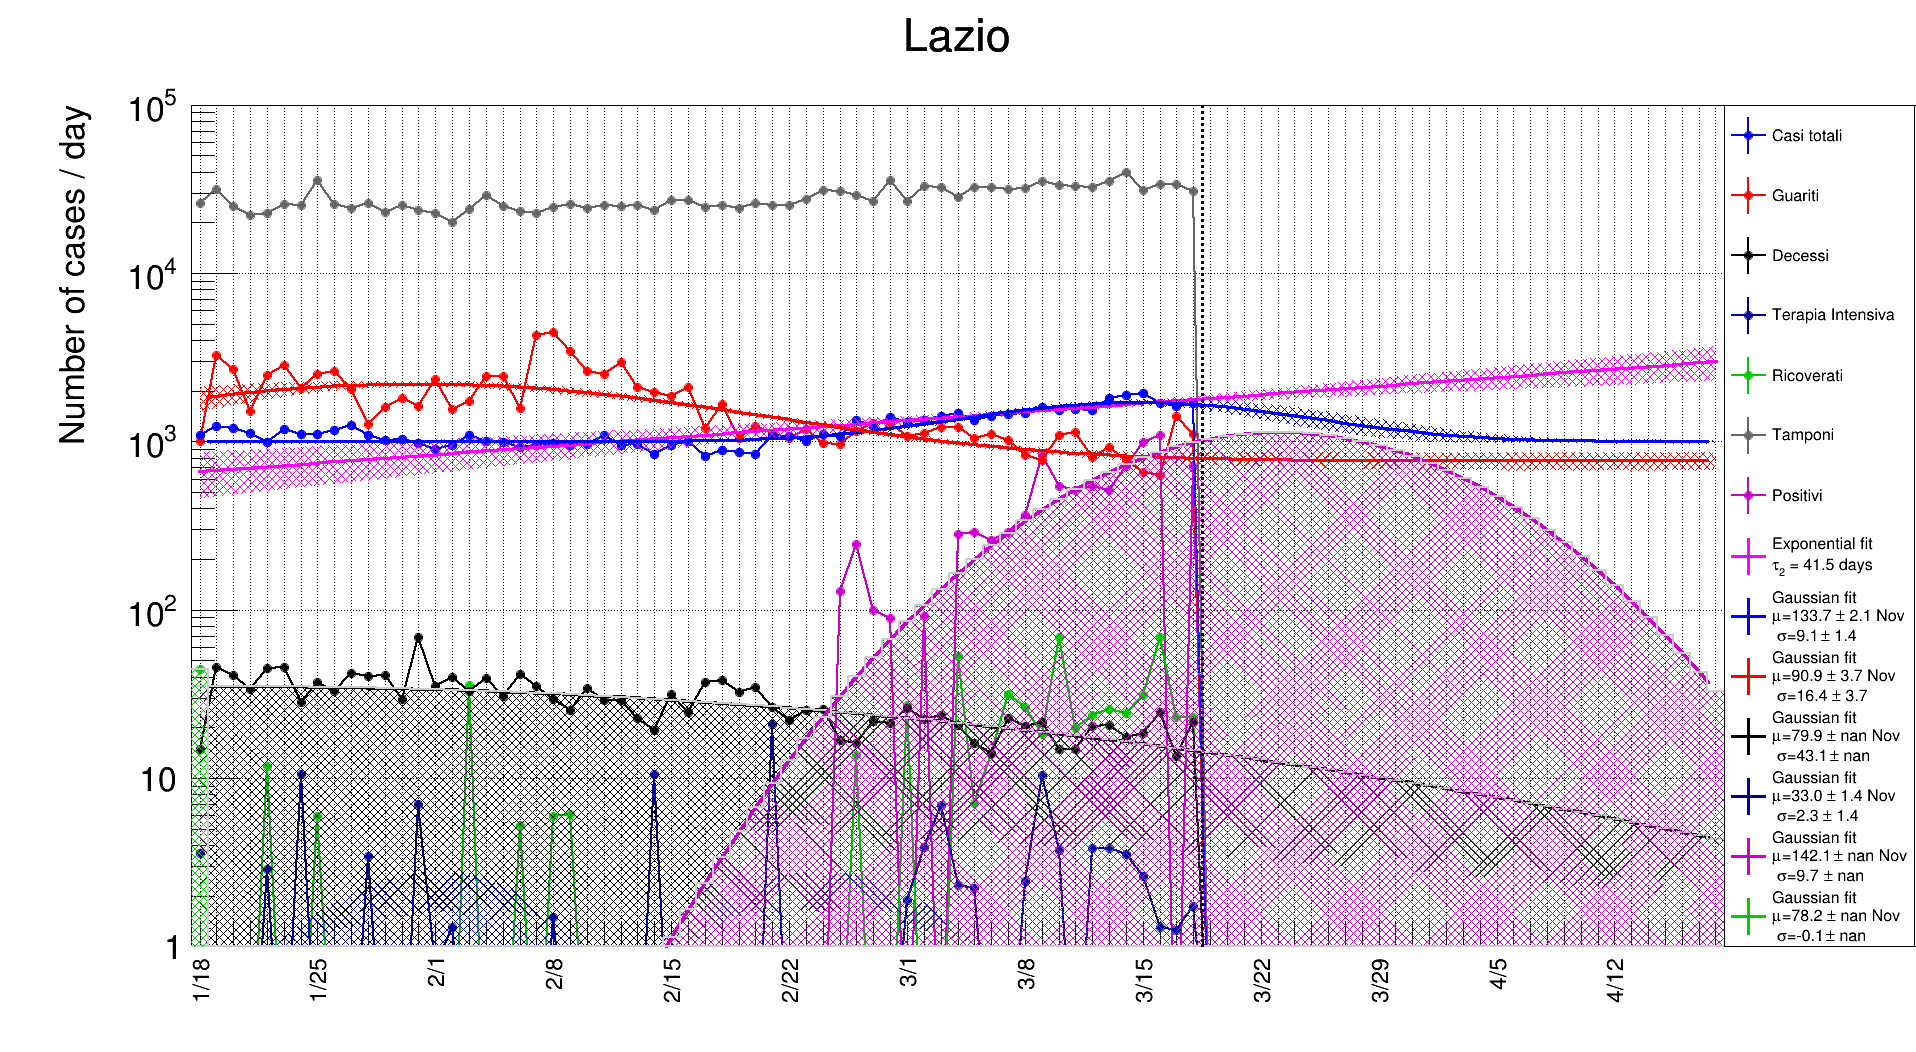 Lazio
Number of cases / day
10^5
10^4
10^3
10^2
10
1
1/18
1/25
2/1
2/8
2/15
2/22
3/1
3/8
3/15
3/22
3/29
4/5
4/12
Casi totali
Guariti
Decessi
Terapia Intensiva
Ricoverati
Tamponi
Positivi
Exponential fit
τ2 = 41.5 days
Gaussian fit
μ=133.7 ± 2.1 Nov
σ=9.1 ± 1.4
Gaussian fit
μ=90.9 ± 3.7 Nov
σ=16.4 ± 3.7
Gaussian fit
μ=79.9 ± nan Nov
σ=43.1 ± nan
Gaussian fit
μ=33.0 ± 1.4 Nov
σ=2.3 ± 1.4
Gaussian fit
μ=142.1 ± nan Nov
σ=9.7 ± nan
Gaussian fit
μ=78.2 ± nan Nov
σ=-0.1 ± nan